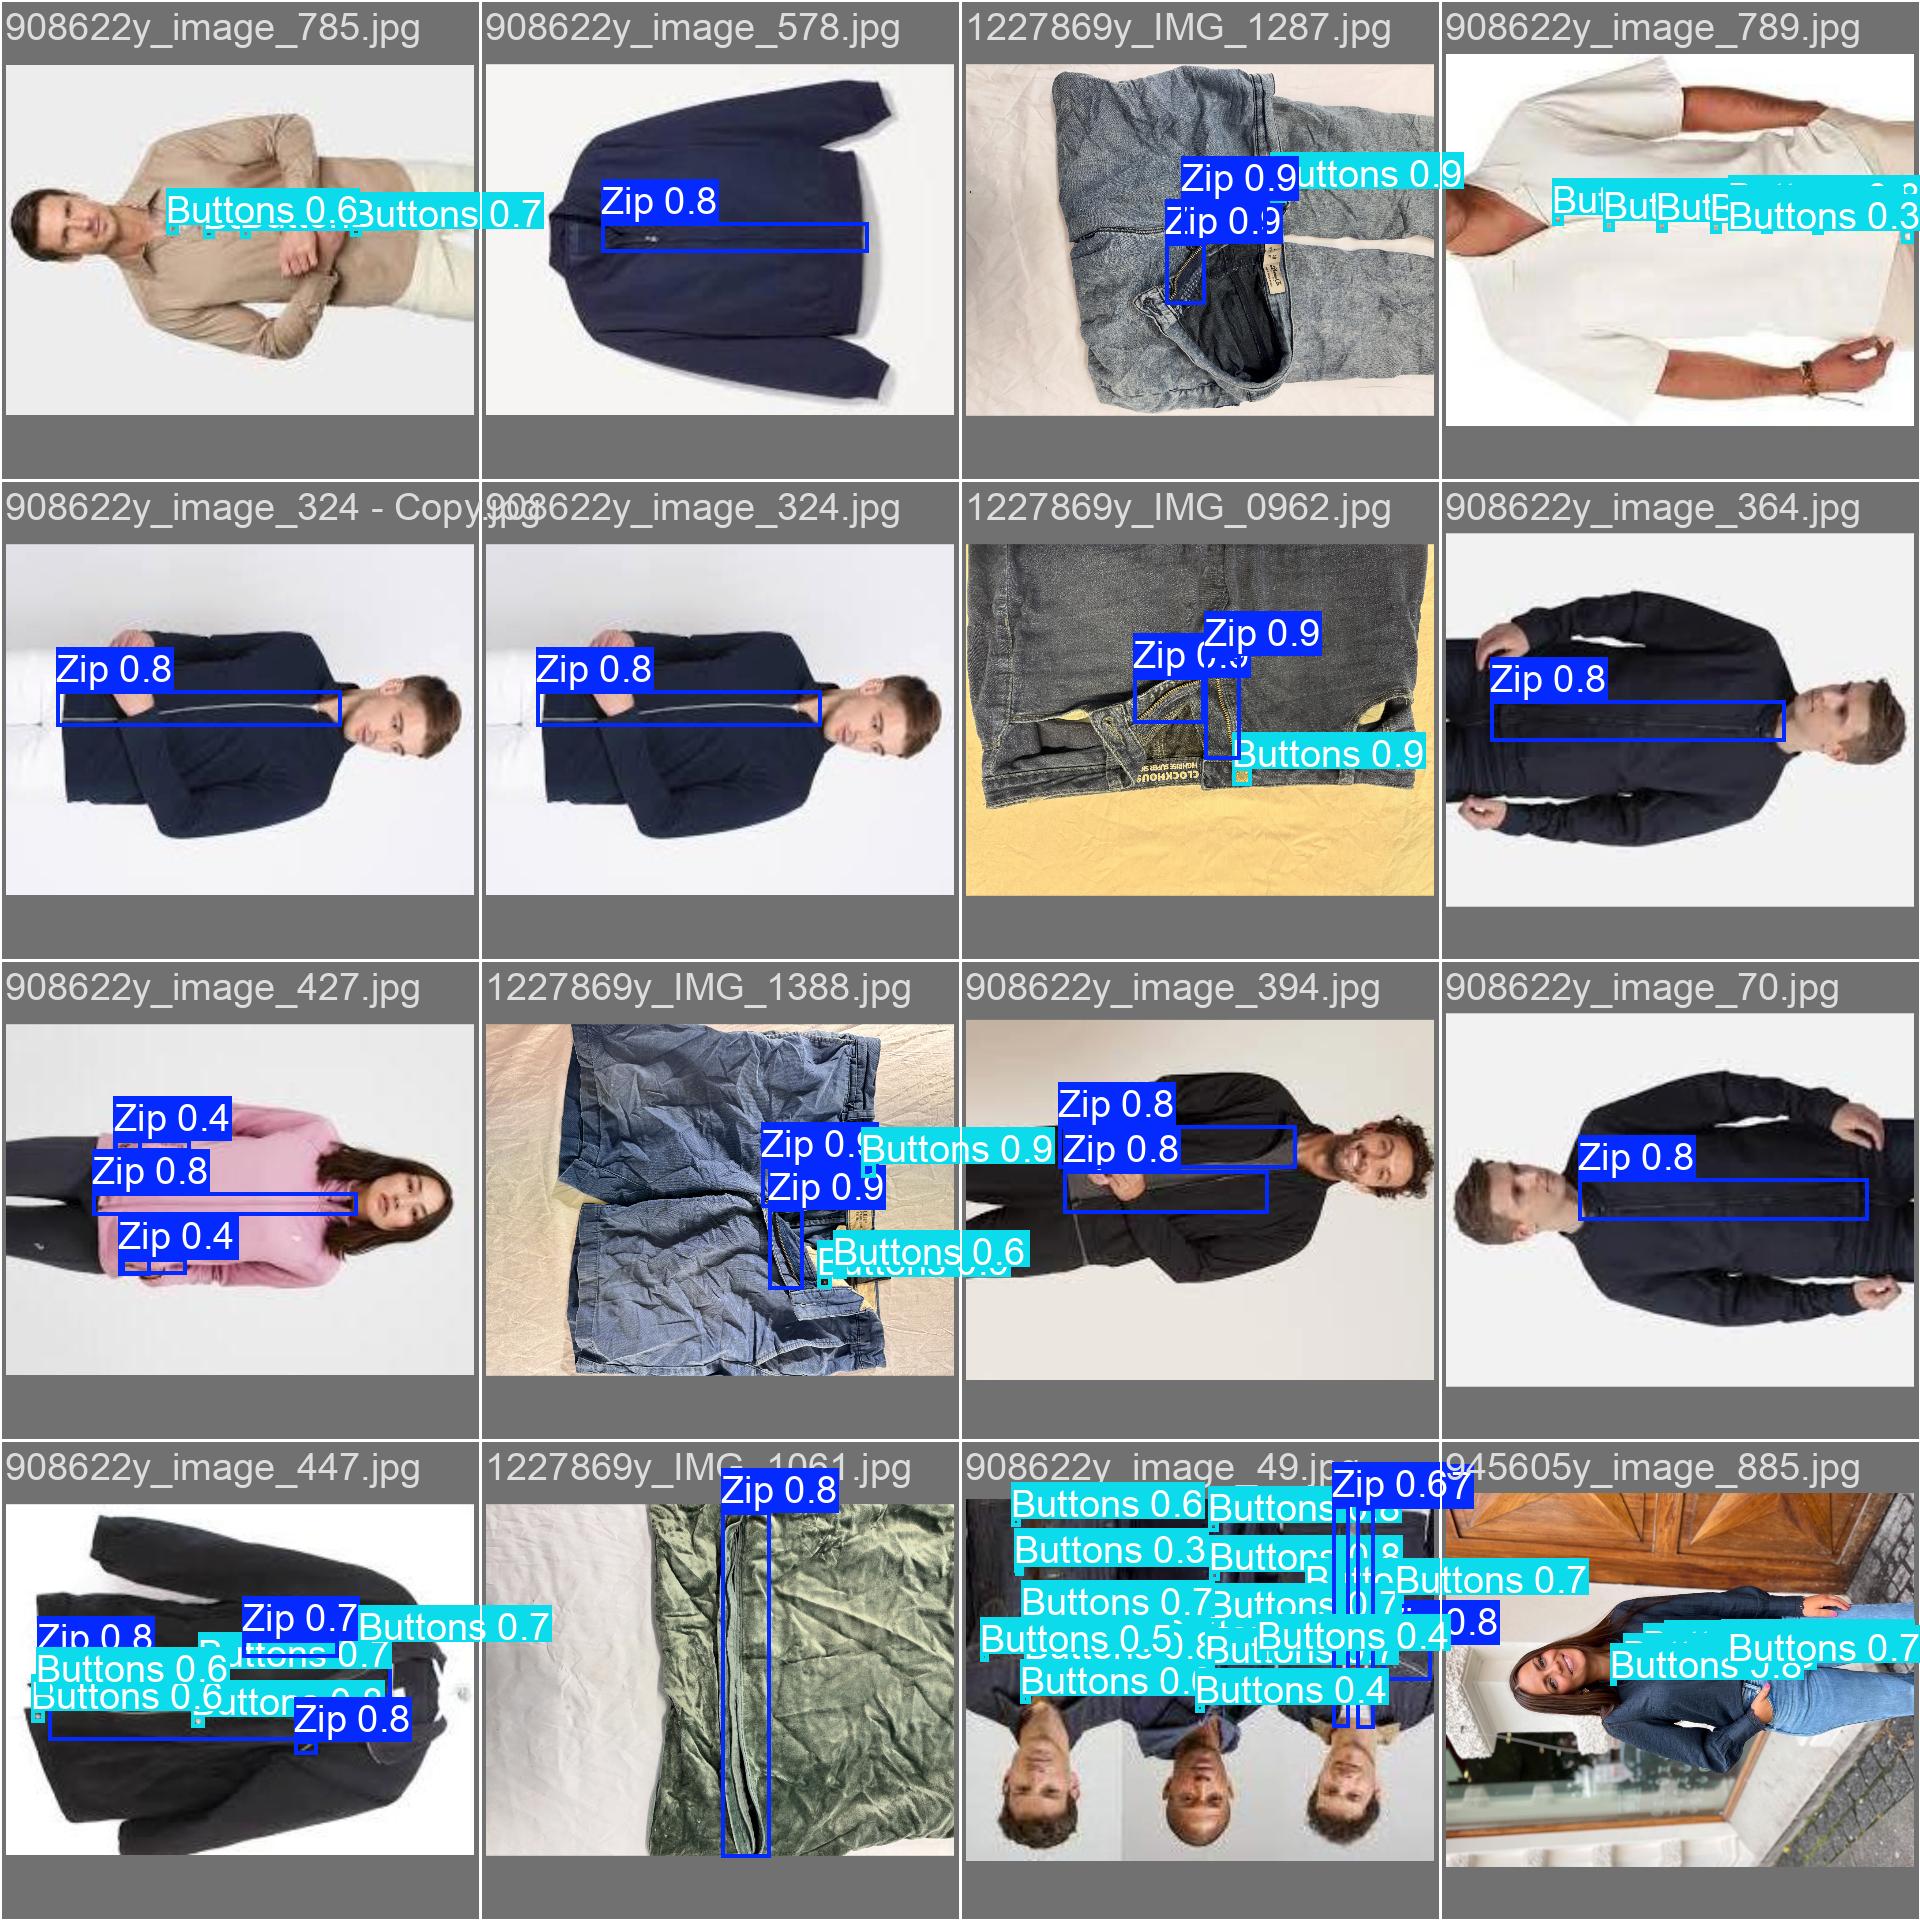 908622y_image_785.jpg
908622y_image_578.jpg
1227869y_IMG_1287.jpg
908622y_image_789.jpg
Buttons 0.6
Buttons 0.7
Zip 0.8
Zip 0.9
Buttons 0.9
Zip 0.9
Buttons 0.3
908622y_image_324 - Copy.jpg
908622y_image_324.jpg
1227869y_IMG_0962.jpg
908622y_image_364.jpg
Zip 0.8
Zip 0.8
Zip 0.9
Zip 0.9
Buttons 0.9
CLOCKHOUSE
Zip 0.8
908622y_image_427.jpg
1227869y_IMG_1388.jpg
908622y_image_394.jpg
908622y_image_70.jpg
Zip 0.4
Zip 0.8
Zip 0.4
Zip 0.9
Buttons 0.9
Zip 0.9
Buttons 0.6
Zip 0.8
Zip 0.8
Zip 0.8
908622y_image_447.jpg
1227869y_IMG_1061.jpg
908622y_image_49.jpg
945605y_image_885.jpg
Zip 0.8
Zip 0.7
Buttons 0.7
Buttons 0.6
Buttons 0.6
Zip 0.8
Zip 0.8
Buttons 0.6
Buttons 0.8
Zip 0.67
Buttons 0.3
Buttons 0.8
Buttons 0.7
Buttons 0.7
Buttons 0.7
Buttons 0.5
Buttons 0.4
0.8
Buttons 0.4
Buttons 0.8
Buttons 0.7